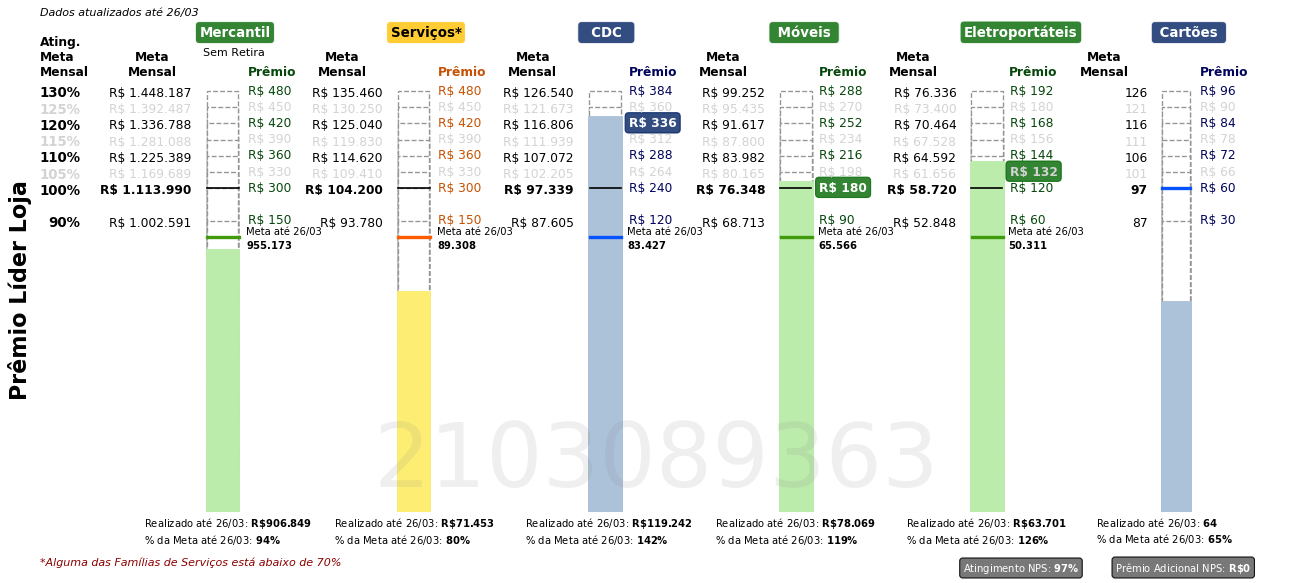 Dados atualizados até 26/03
Mercantil Serviços* CDC Móveis Eletroportáteis Cartões
Sem Retira
Ating. Meta Mensal Meta Mensal Prêmio Meta Mensal Prêmio Meta Mensal Prêmio Meta Mensal Prêmio Meta Mensal Prêmio Meta Mensal Prêmio
130% R$ 1.448.187 R$ 480 R$ 135.460 R$ 480 R$ 126.540 R$ 384 R$ 99.252 R$ 288 R$ 76.336 R$ 192 126 R$ 96
125% R$ 1.392.487 R$ 450 R$ 130.250 R$ 450 R$ 121.673 R$ 360 R$ 95.435 R$ 270 R$ 73.400 R$ 180 121 R$ 90
120% R$ 1.336.788 R$ 420 R$ 125.040 R$ 420 R$ 116.806 R$ 336 R$ 91.617 R$ 252 R$ 70.464 R$ 168 116 R$ 84
115% R$ 1.281.088 R$ 390 R$ 119.830 R$ 390 R$ 111.939 R$ 312 R$ 87.800 R$ 234 R$ 67.528 R$ 156 111 R$ 78
110% R$ 1.225.389 R$ 360 R$ 114.620 R$ 360 R$ 107.072 R$ 288 R$ 83.982 R$ 216 R$ 64.592 R$ 144 106 R$ 72
105% R$ 1.169.689 R$ 330 R$ 109.410 R$ 330 R$ 102.205 R$ 264 R$ 80.165 R$ 198 R$ 61.656 R$ 132 101 R$ 66
100% R$ 1.113.990 R$ 300 R$ 104.200 R$ 300 R$ 97.339 R$ 240 R$ 76.348 R$ 180 R$ 58.720 R$ 120 97 R$ 60
90% R$ 1.002.591 R$ 150 R$ 93.780 R$ 150 R$ 87.605 R$ 120 R$ 68.713 R$ 90 R$ 52.848 R$ 60 87 R$ 30
Meta até 26/03 Meta até 26/03 Meta até 26/03 Meta até 26/03 Meta até 26/03
955.173 89.308 83.427 65.566 50.311
Prêmio Líder Loja
2103089363
Realizado até 26/03: R$906.849 Realizado até 26/03: R$71.453 Realizado até 26/03: R$119.242 Realizado até 26/03: R$78.069 Realizado até 26/03: R$63.701 Realizado até 26/03: 64
% da Meta até 26/03: 94% % da Meta até 26/03: 80% % da Meta até 26/03: 142% % da Meta até 26/03: 119% % da Meta até 26/03: 126% % da Meta até 26/03: 65%
*Alguma das Famílias de Serviços está abaixo de 70%
Atingimento NPS: 97% Prêmio Adicional NPS: R$0